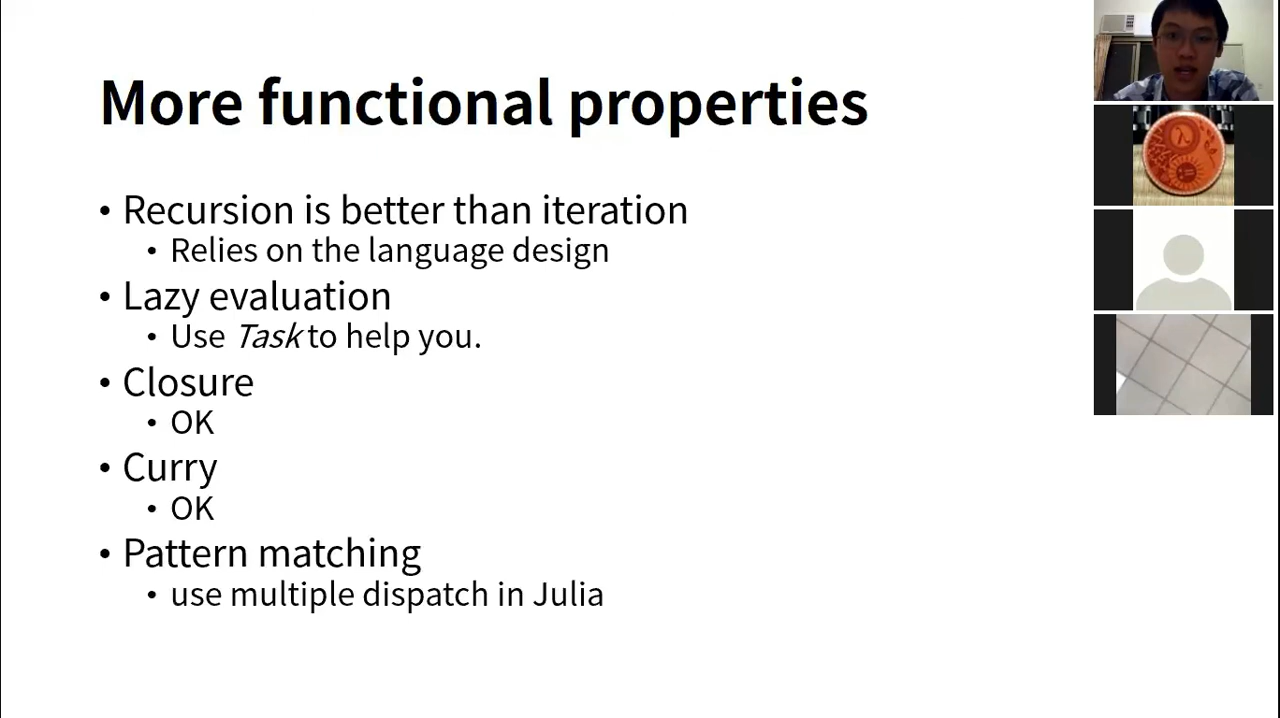 More functional properties
• Recursion is better than iteration
• Relies on the language design
• Lazy evaluation
• Use Task to help you.
• Closure
• OK
• Curry
• OK
• Pattern matching
• use multiple dispatch in Julia
λ